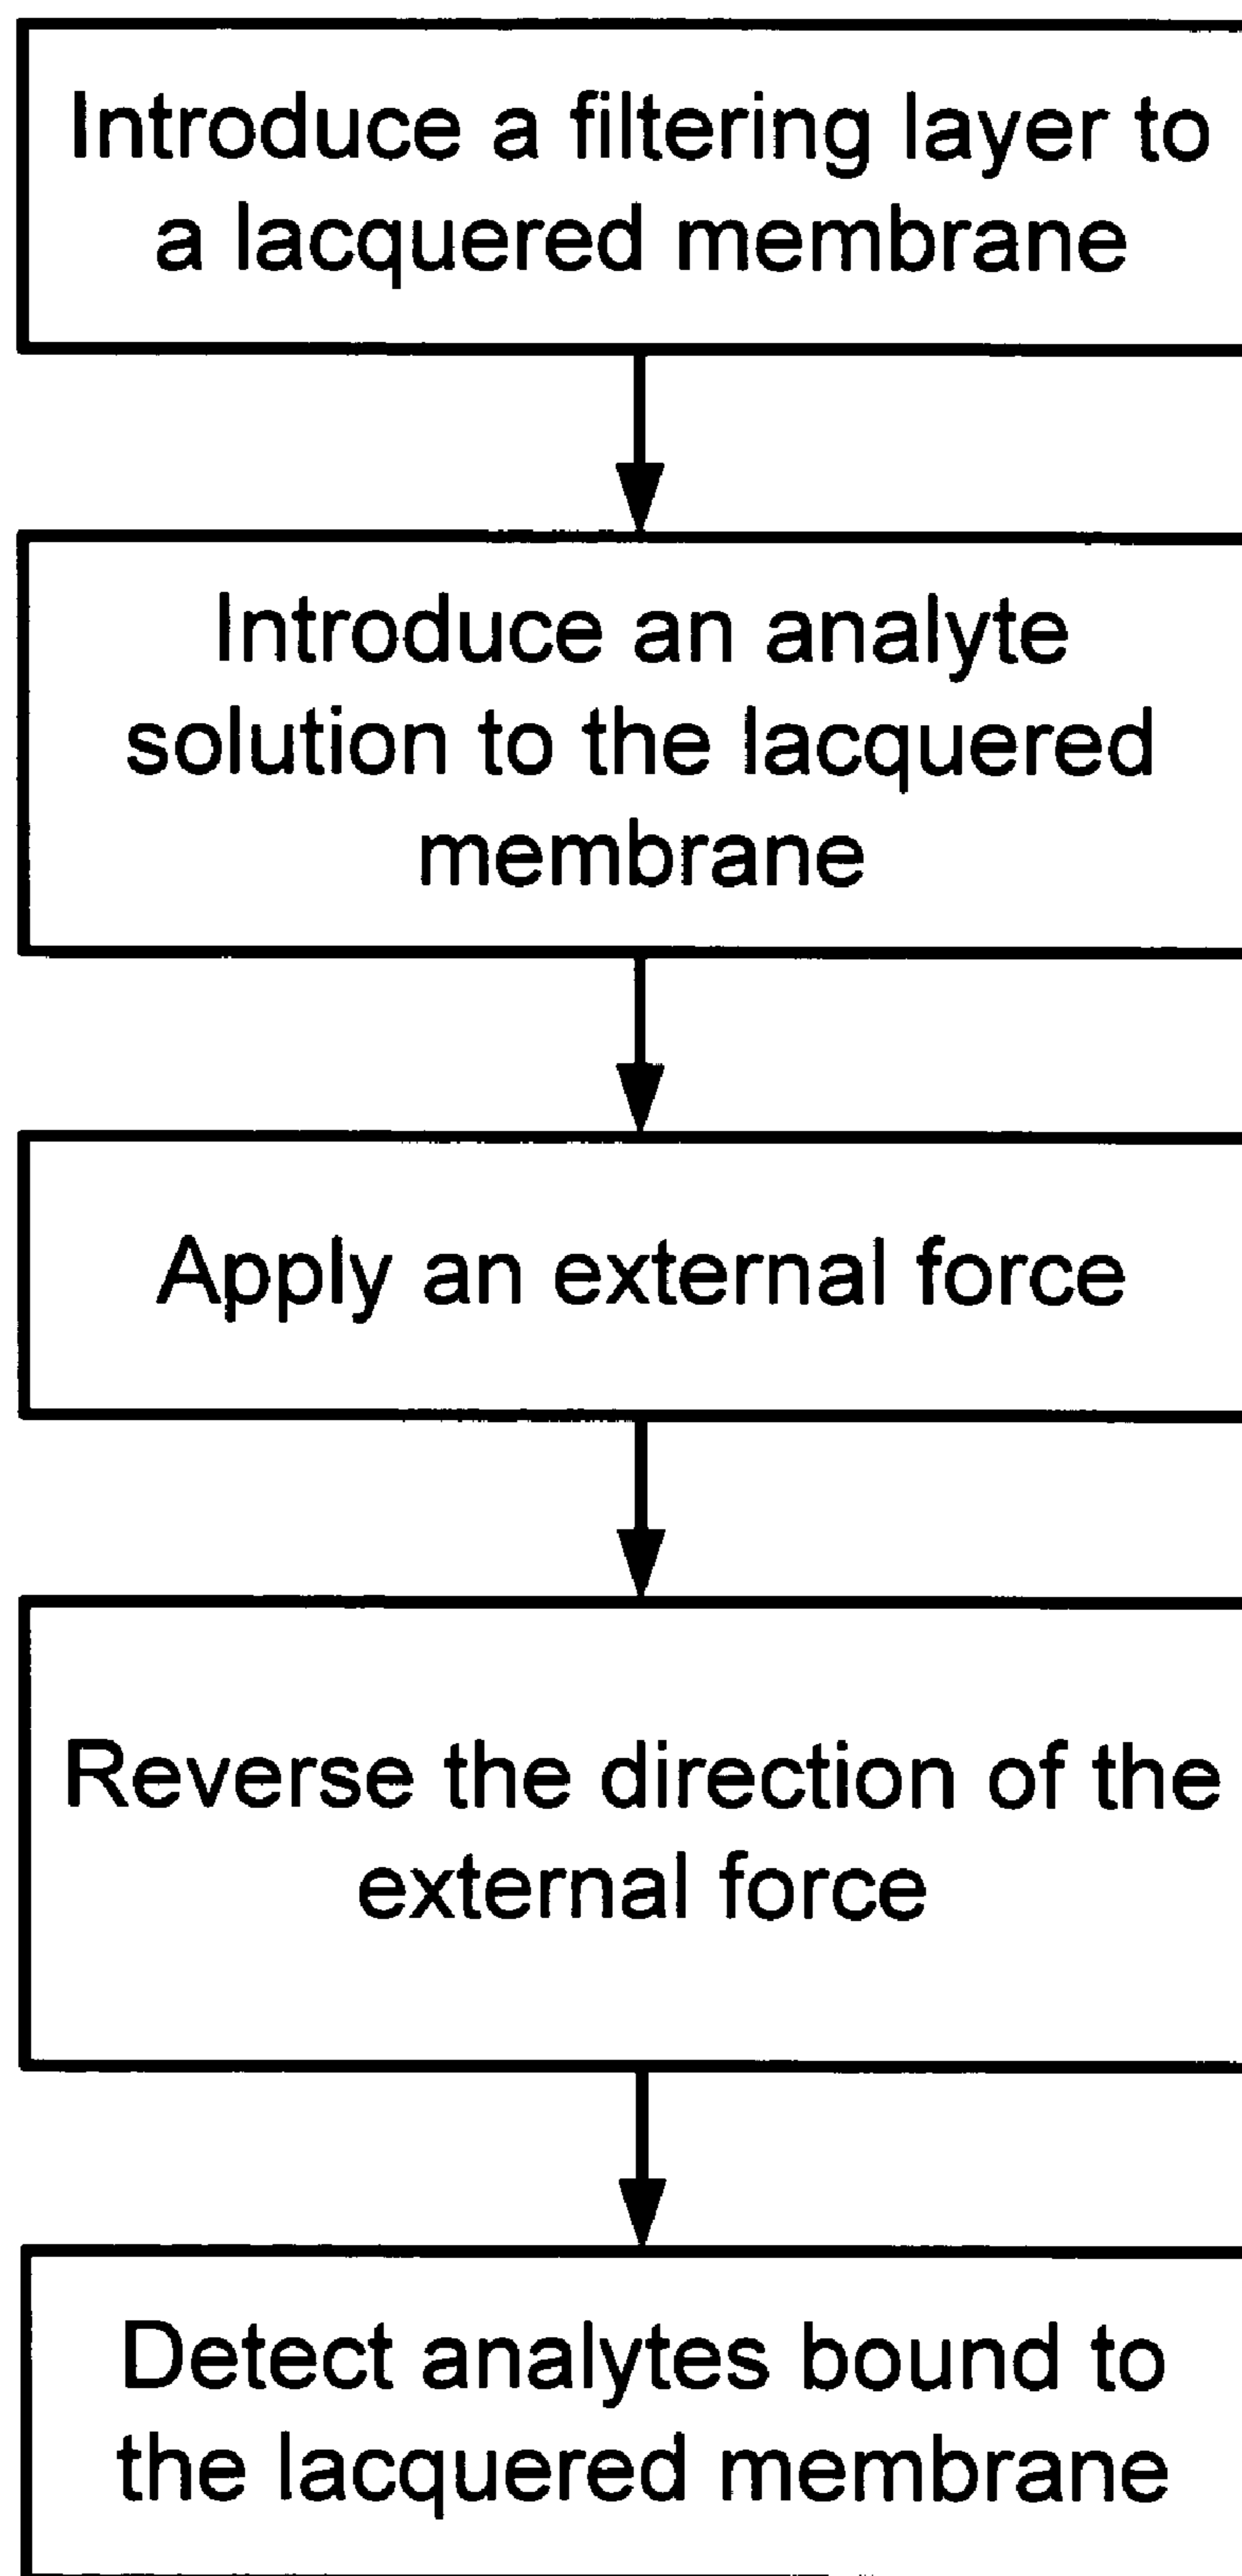 Introduce a filtering layer to
a lacquered membrane
Introduce an analyte
solution to the lacquered
membrane
Apply an external force
Reverse the direction of the
external force
Detect analytes bound to
the lacquered membrane